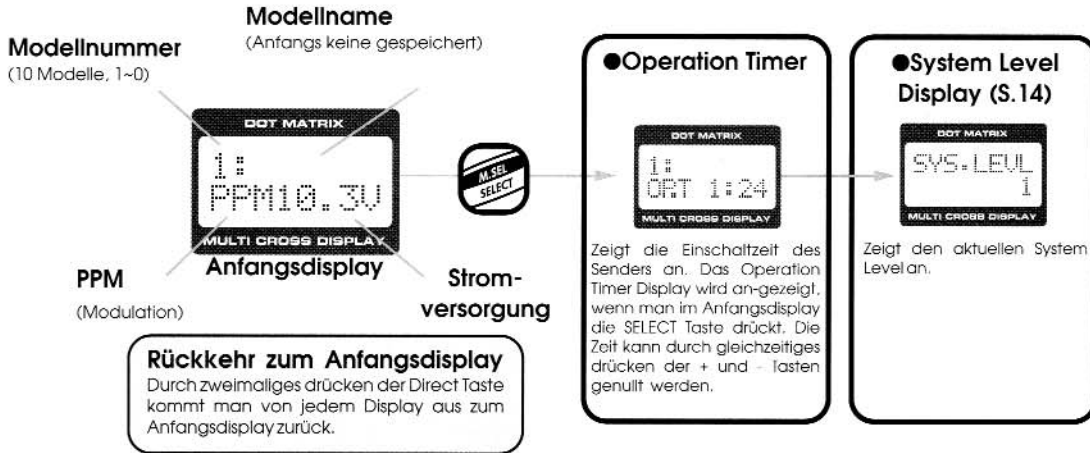 Modellnummer
(10 Modelle, 1~0)
Modellname
(Anfangs keine gespeichert)
DOT MATRIX
1:
PPM10.3V
MULTI CROSS DISPLAY
Anfangsdisplay
PPM
(Modulation)
Strom-
versorgung
M.SEL
SELECT
Rückkehr zum Anfangsdisplay
Durch zweimaliges drücken der Direct Taste
kommt man von jedem Display aus zum
Anfangsdisplay zurück.
●Operation Timer
DOT MATRIX
1:
OPT 1:24
MULTI CROSS DISPLAY
Zeigt die Einschaltzeit des
Senders an. Das Operation
Timer Display wird an-gezeigt,
wenn man im Anfangsdisplay
die SELECT Taste drückt. Die
Zeit kann durch gleichzeitiges
drücken der + und - Tasten
genullt werden.
●System Level
Display (S.14)
DOT MATRIX
SYS.LEVL
1
MULTI CROSS DISPLAY
Zeigt den aktuellen System
Level an.